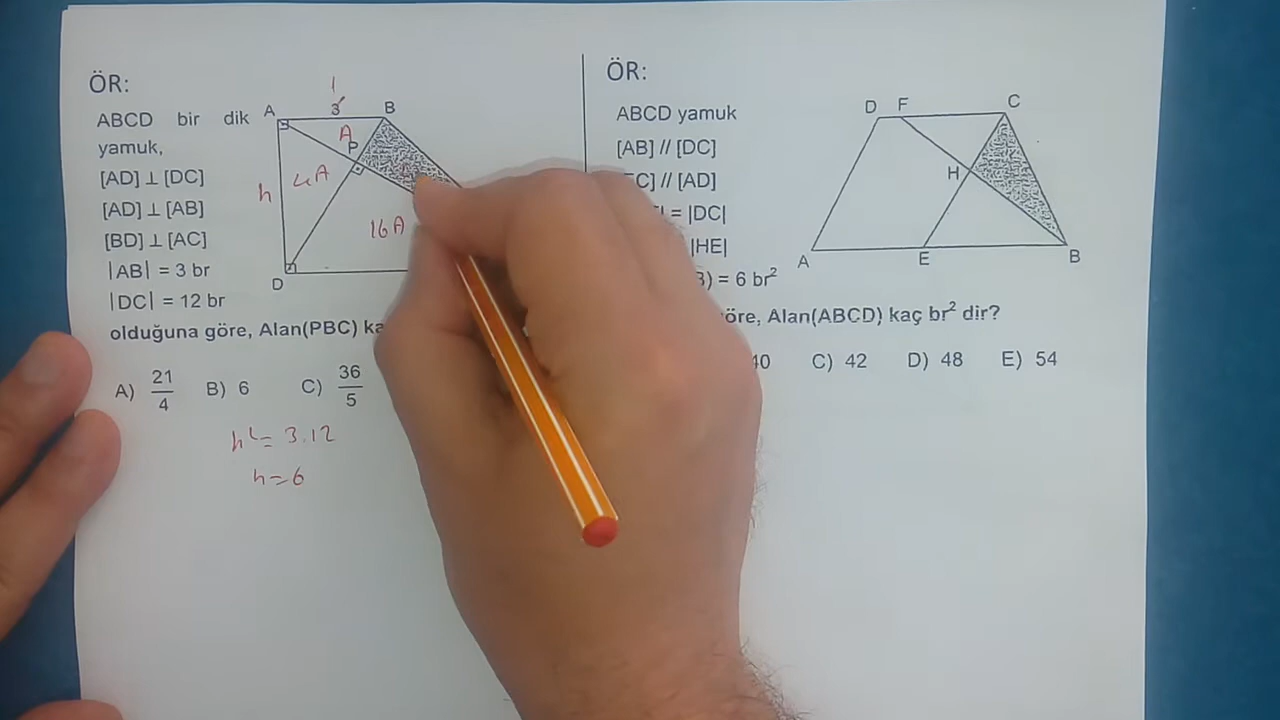 ÖR:
ABCD bir dik
yamuk,
[AD] ⊥ [DC]
[AD] ⊥ [AB]
[BD] ⊥ [AC]
|AB| = 3 br
|DC| = 12 br
olduğuna göre, Alan(PBC)
A) 21/4 B) 6 C) 36/5
h² = 3.12
h = 6
1
A 3 B
A
P
h 4A
16A
D
ÖR:
ABCD yamuk
[AB] // [DC]
C] // [AD]
= |DC|
|HE|
) = 6 br²
göre, Alan(ABCD) kaç br² dir?
40 C) 42 D) 48 E) 54
D F C
H
A E B